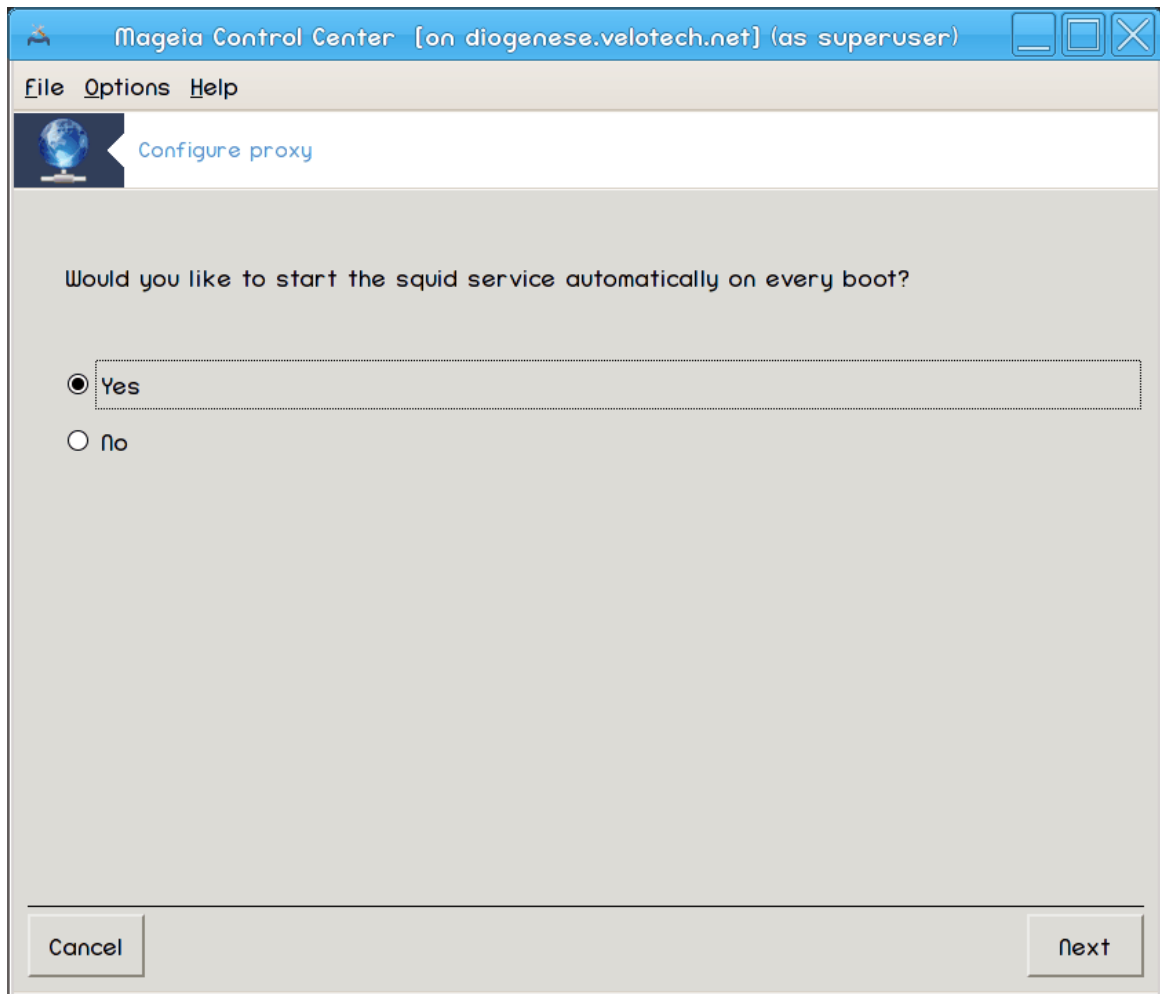 Mageia Control Center [on diogenese.velotech.net] (as superuser)
File Options Help
Configure proxy
Would you like to start the squid service automatically on every boot?
Yes
No
Cancel Next